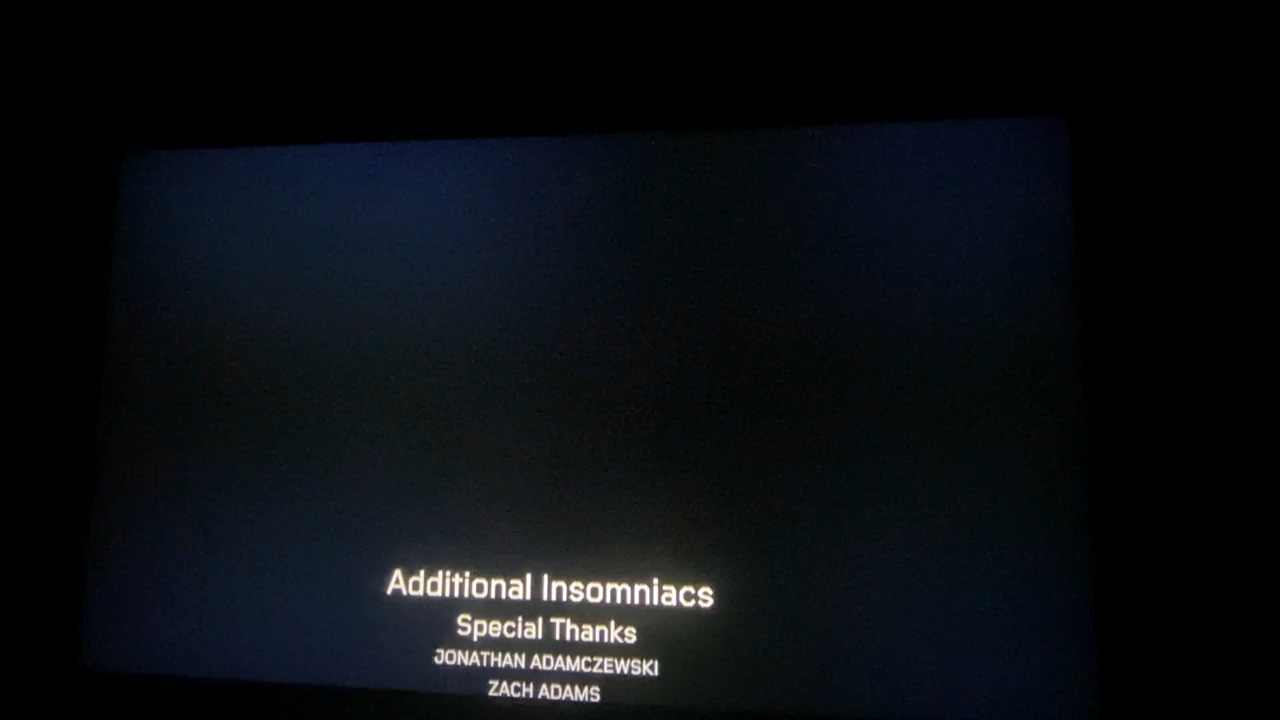 Additional Insomniacs
Special Thanks
JONATHAN ADAMCZEWSKI
ZACH ADAMS